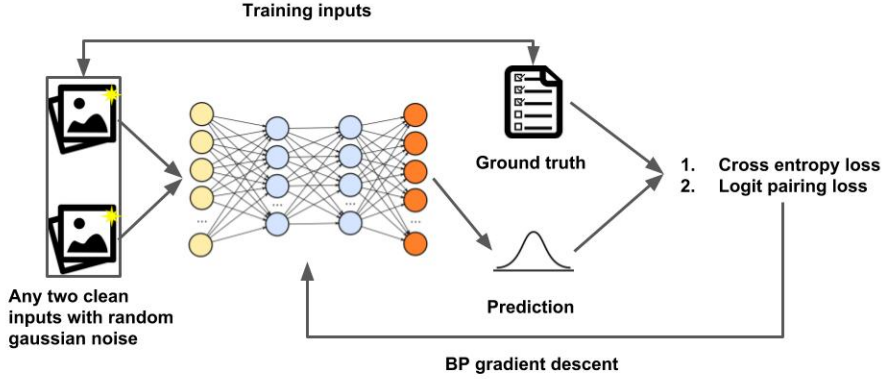 Training inputs
Ground truth
1. Cross entropy loss
2. Logit pairing loss
...
...
...
...
Any two clean
inputs with random
gaussian noise
Prediction
BP gradient descent